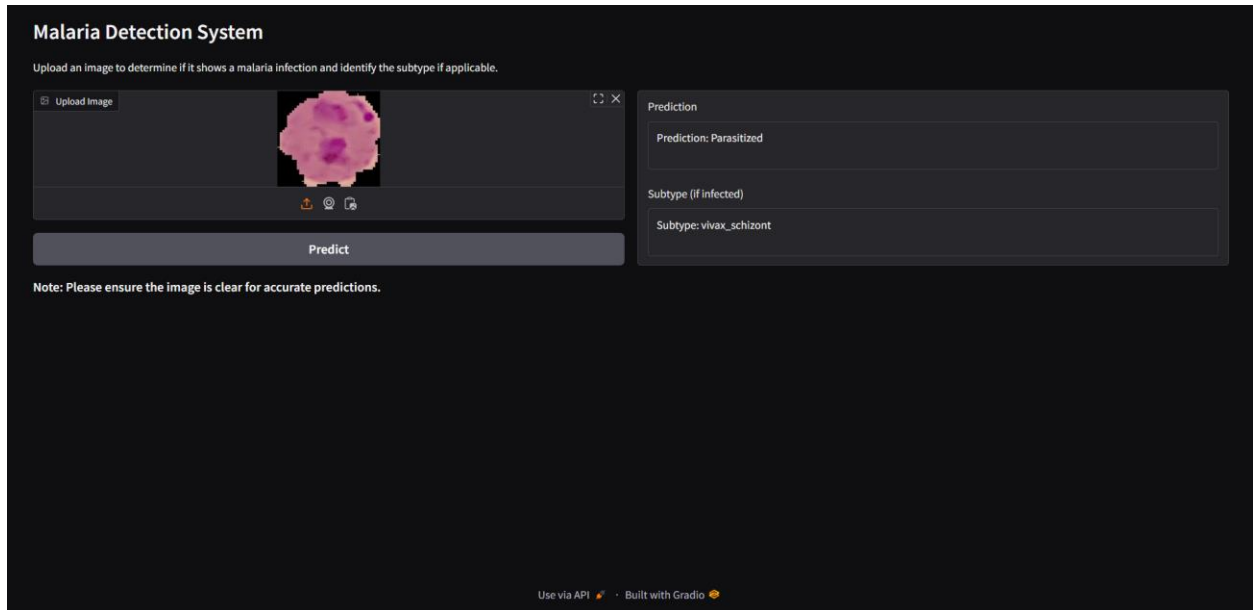 Malaria Detection System
Upload an image to determine if it shows a malaria infection and identify the subtype if applicable.
Upload Image
Predict
Note: Please ensure the image is clear for accurate predictions.
Prediction
Prediction: Parasitized
Subtype (if infected)
Subtype: vivax_schizont
Use via API · Built with Gradio